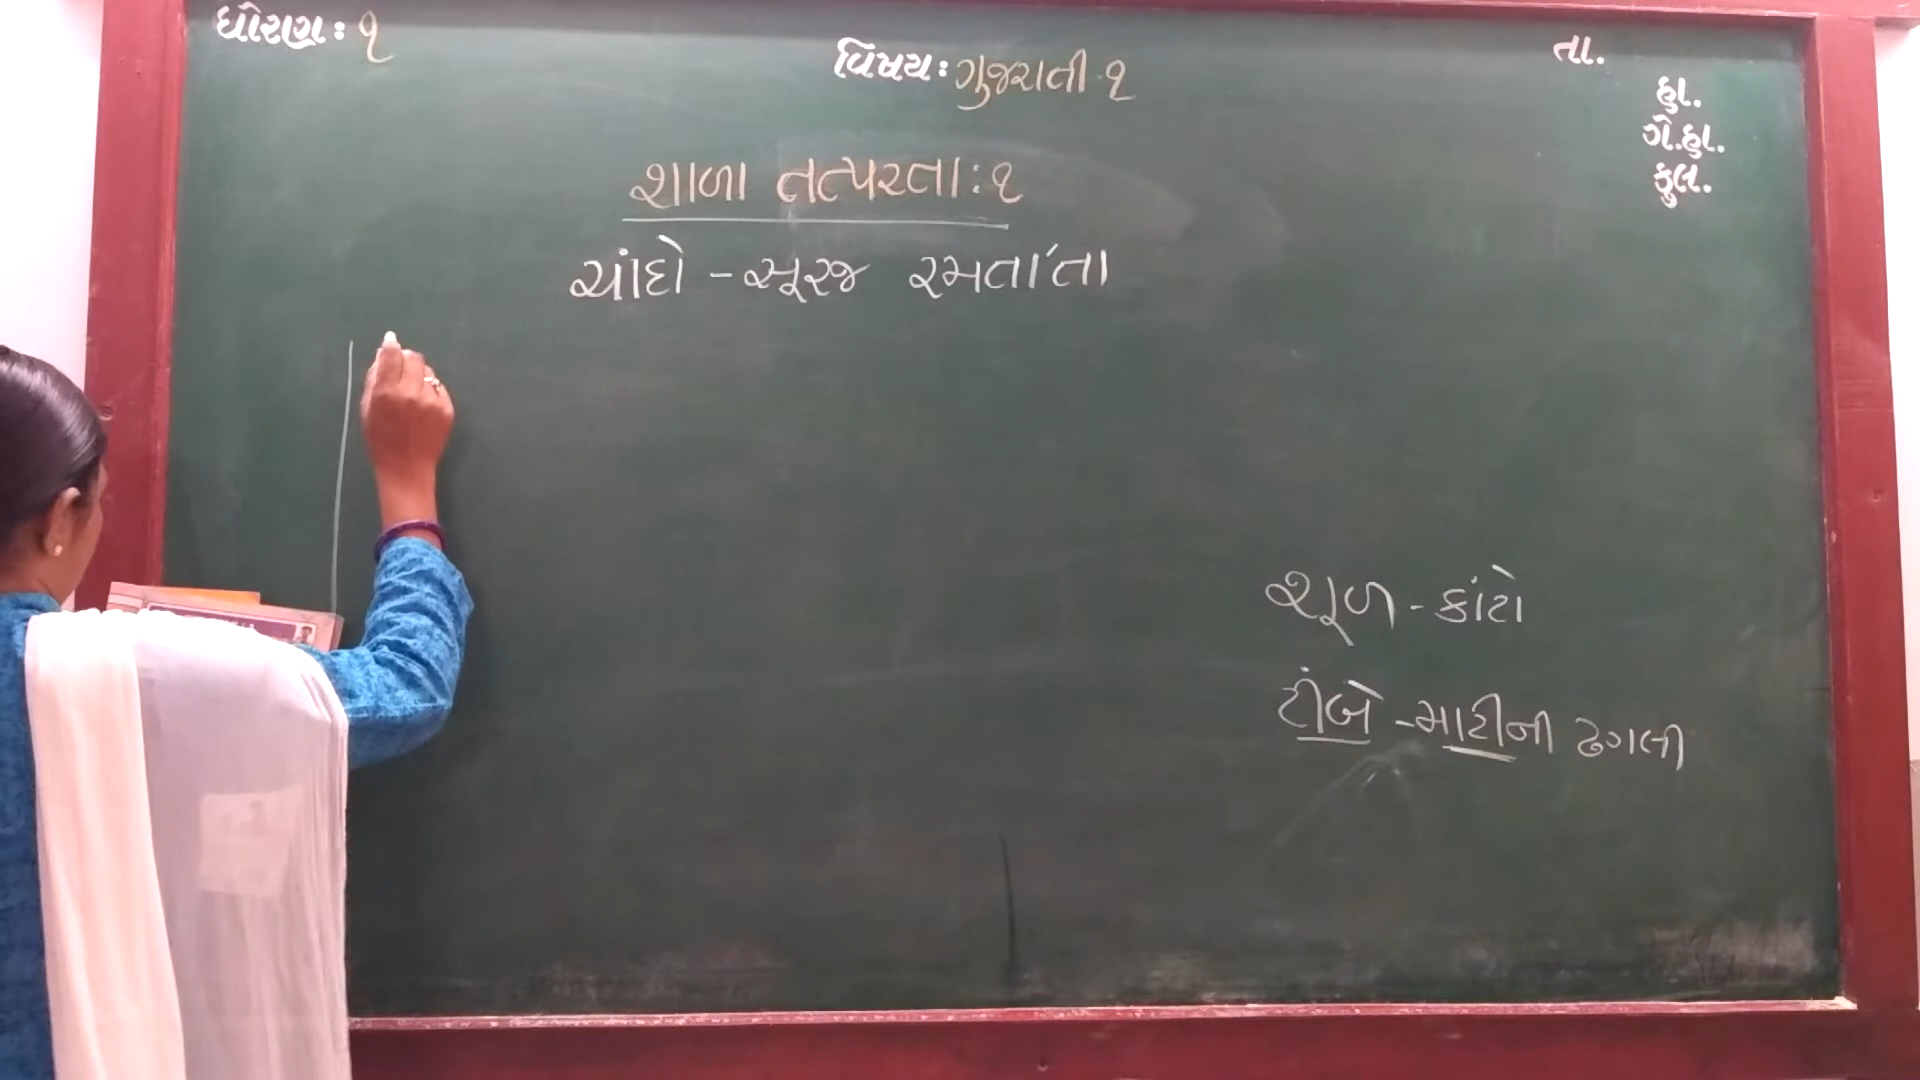 ધોરણ: ૧
વિષય: ગુજરાતી-૧
તા.
હા.
ગે.હા.
કુલ.
શાળા તત્પરતા: ૧
ચાંદો - સૂરજ રમતા'તા
શૂળ - કાંટો
ટીંબે - માટીની ઢગલી